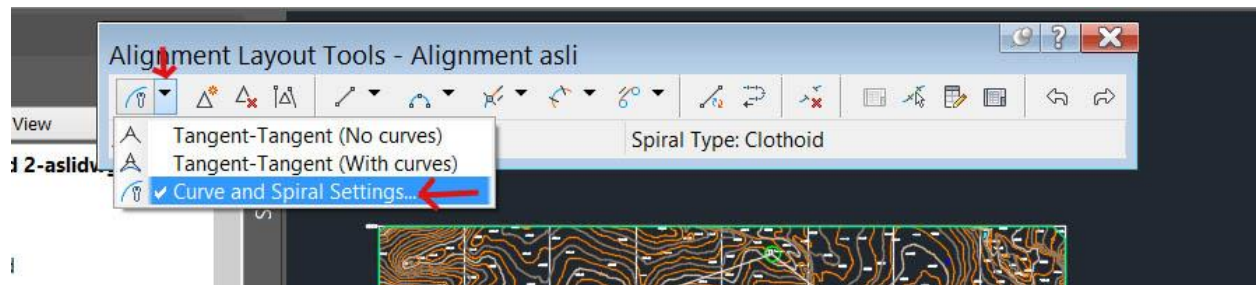 Alignment Layout Tools - Alignment asli
View
Tangent-Tangent (No curves)
Spiral Type: Clothoid
d 2-aslidw
Tangent-Tangent (With curves)
Curve and Spiral Settings...
S